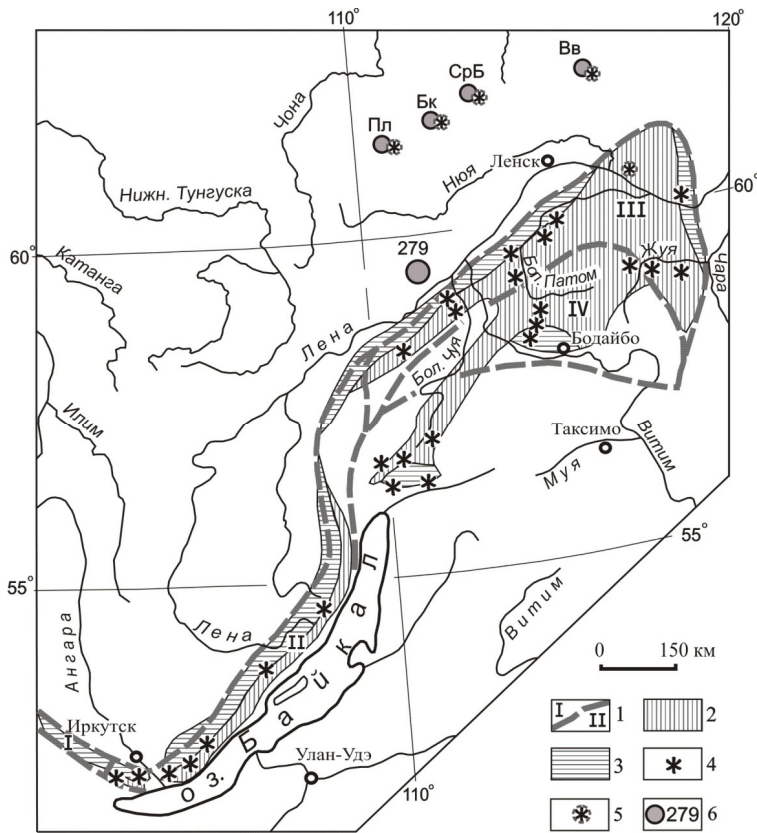 110°
120°
Вв
СрБ
Бк
Пл
Чона
Ленск
Нюя
60°
Нижн. Тунгуска
III
60°
279
Жуя
Чара
Катанга
Бол. Патом
IV
Лена
Бодайбо
Бол. Чуя
Илим
Таксимо
Витим
Муя
55°
55°
Ангара
Лена
II
Витим
0 150 км
Иркутск
I
оз. Байкал
Улан-Удэ
110°
I II 1
2
3
4
5
279 6